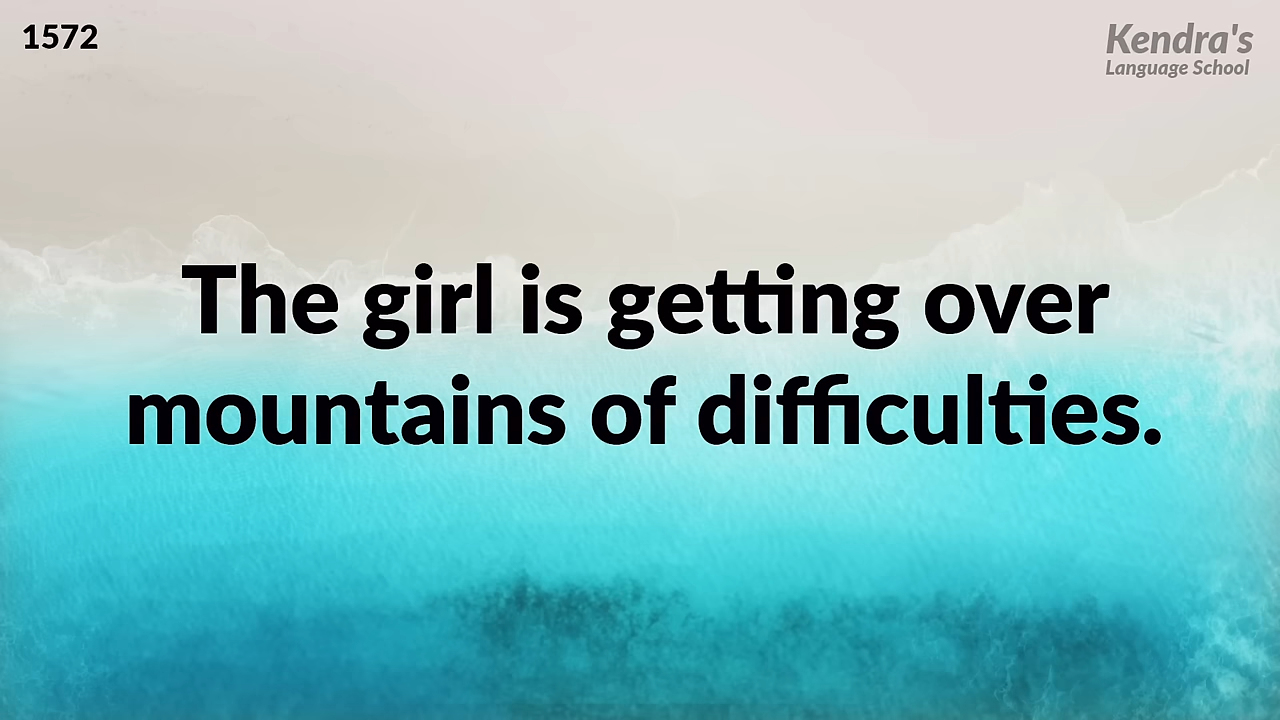 1572
Kendra's
Language School
The girl is getting over
mountains of difficulties.